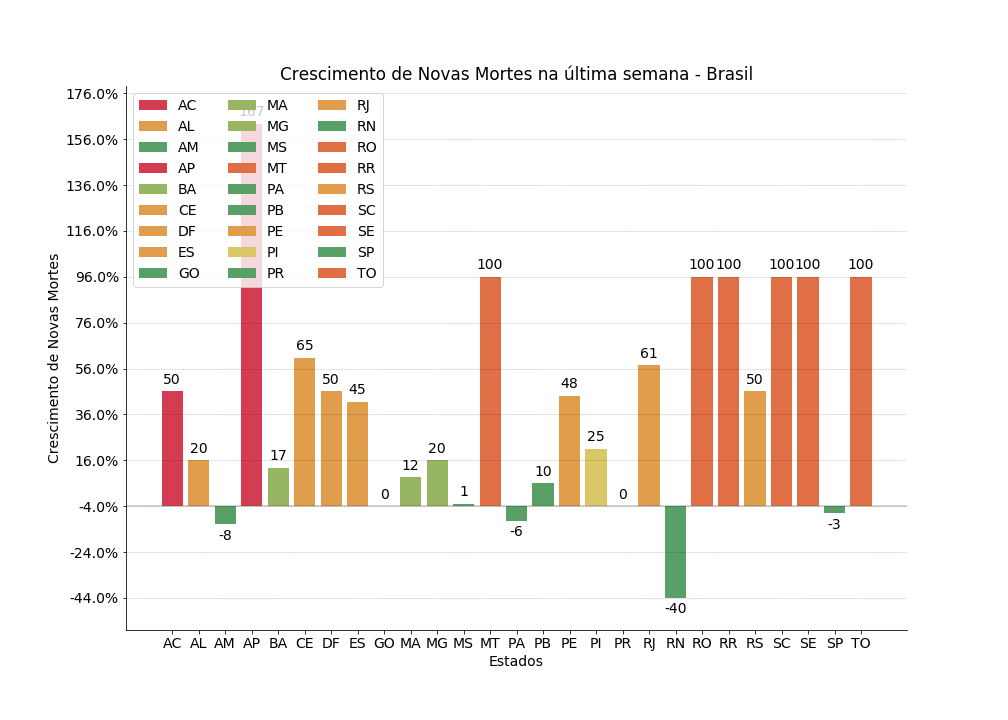 Crescimento de Novas Mortes na última semana - Brasil
176.0%
156.0%
136.0%
116.0%
96.0%
76.0%
56.0%
36.0%
16.0%
-4.0%
-24.0%
-44.0%
Crescimento de Novas Mortes
AC MA RJ
AL MG RN
AM MS RO
AP MT RR
BA PA RS
CE PB SC
DF PE SE
ES PI SP
GO PR TO
50 20 -8 167 17 65 50 45 0 12 20 1 100 -6 10 48 25 0 61 -40 100 100 50 100 100 -3 100
AC AL AM AP BA CE DF ES GO MA MG MS MT PA PB PE PI PR RJ RN RO RR RS SC SE SP TO
Estados